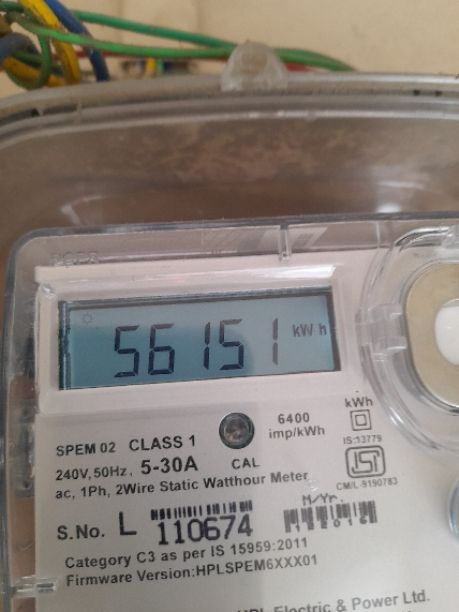 56151 kWh
6400
imp/kWh
kWh
SPEM 02 CLASS 1
IS:13779
240V,50Hz, 5-30A CAL
ac, 1Ph, 2Wire Static Watthour Meter
CM/L-9190783
M/Yr.
S.No. L 110674
Category C3 as per IS 15959:2011
Firmware Version:HPLSPEM6XXX01
HPL Electric & Power Ltd.